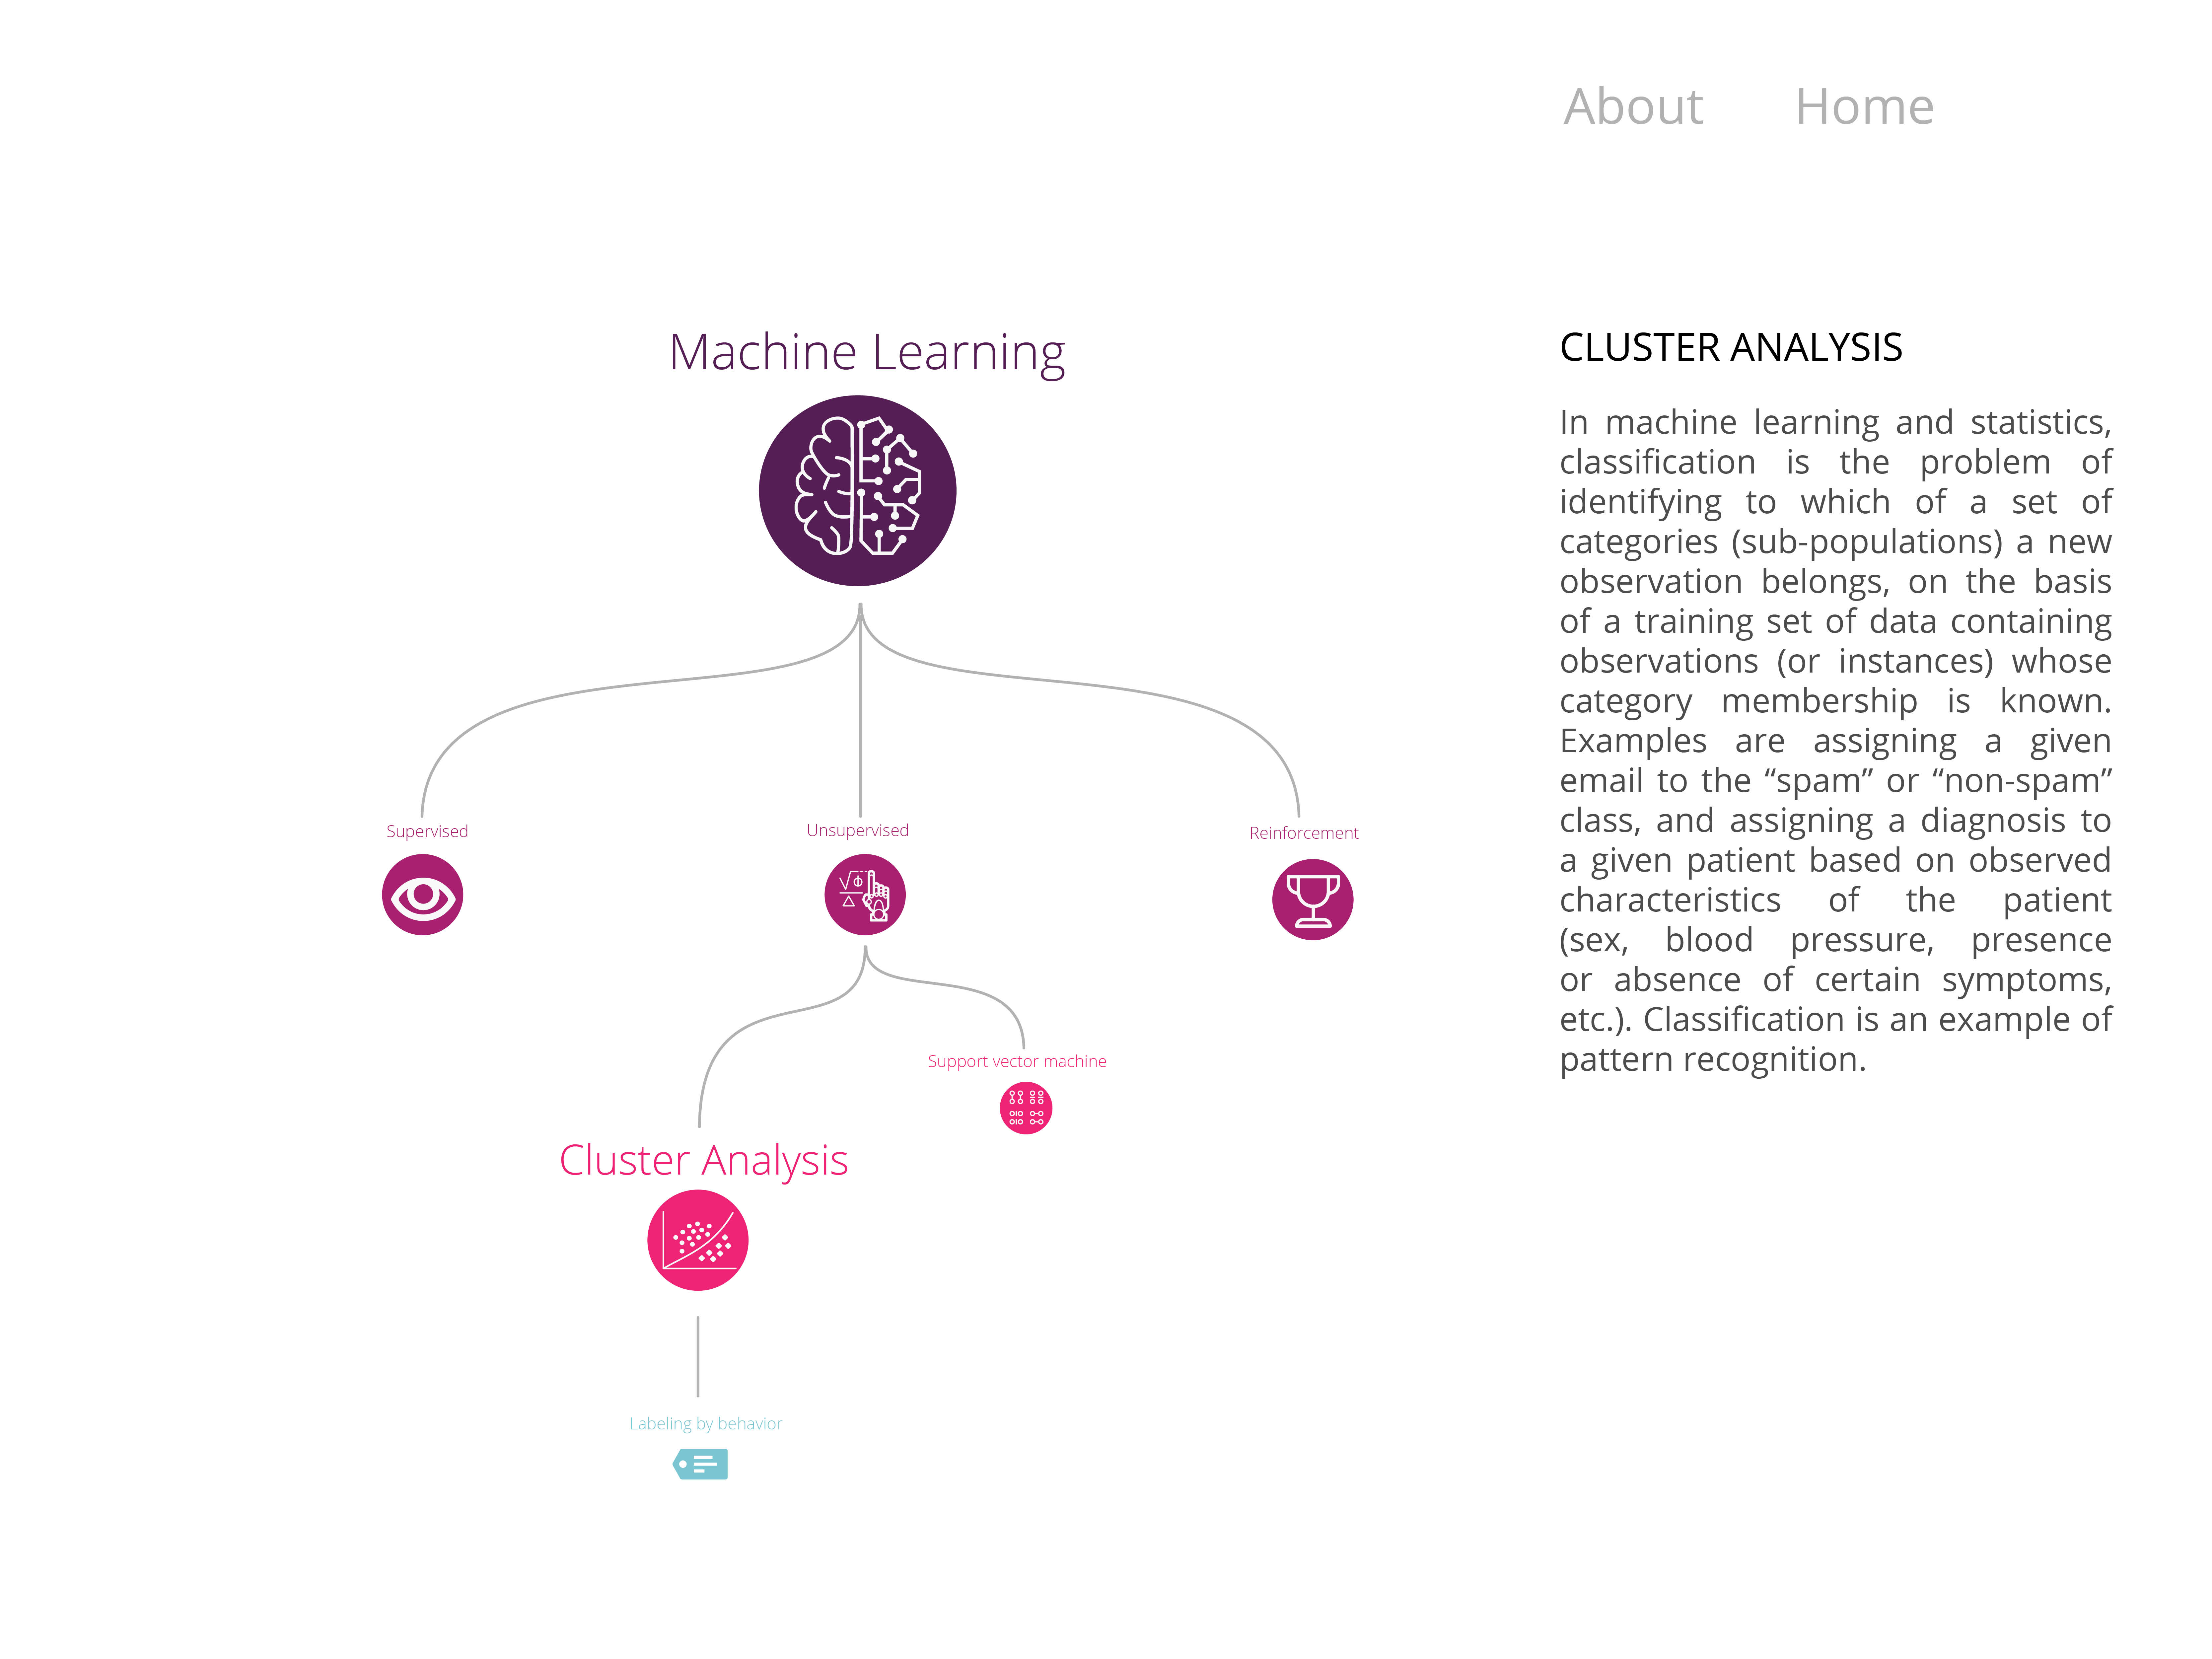 About Home
Machine Learning
Supervised
Unsupervised
Reinforcement
Support vector machine
Cluster Analysis
Labeling by behavior
CLUSTER ANALYSIS
In machine learning and statistics,
classification is the problem of
identifying to which of a set of
categories (sub-populations) a new
observation belongs, on the basis
of a training set of data containing
observations (or instances) whose
category membership is known.
Examples are assigning a given
email to the “spam” or “non-spam”
class, and assigning a diagnosis to
a given patient based on observed
characteristics of the patient
(sex, blood pressure, presence
or absence of certain symptoms,
etc.). Classification is an example of
pattern recognition.